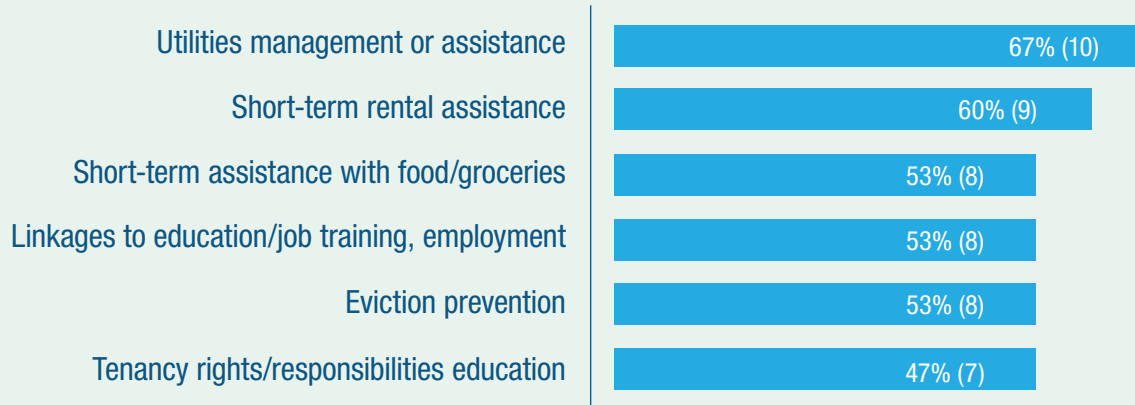 Utilities management or assistance 67% (10)
Short-term rental assistance 60% (9)
Short-term assistance with food/groceries 53% (8)
Linkages to education/job training, employment 53% (8)
Eviction prevention 53% (8)
Tenancy rights/responsibilities education 47% (7)